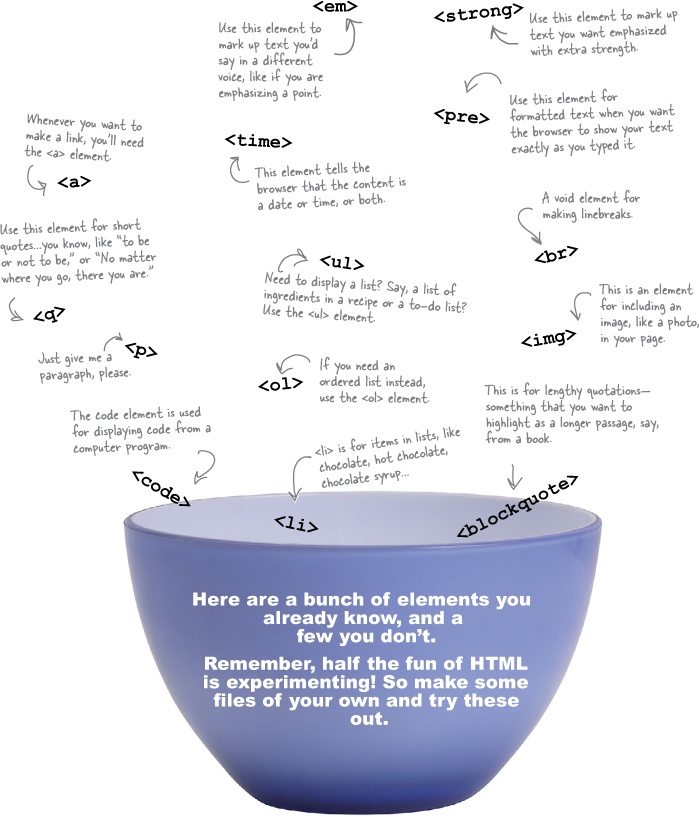 <em>
Use this element to
mark up text you'd
say in a different
voice, like if you are
emphasizing a point.
<strong>
Use this element to mark up
text you want emphasized
with extra strength.
<pre>
Use this element for
formatted text when you want
the browser to show your text
exactly as you typed it.
Whenever you want to
make a link, you'll need
the <a> element.
<a>
<time>
This element tells the
browser that the content is
a date or time, or both.
A void element for
making linebreaks.
<br>
Use this element for short
quotes...you know, like "to be
or not to be," or "No matter
where you go, there you are."
<q>
<ul>
Need to display a list? Say, a list of
ingredients in a recipe or a to-do list?
Use the <ul> element.
This is an element
for including an
image, like a photo,
in your page.
<img>
<p>
Just give me a
paragraph, please.
<ol>
If you need an
ordered list instead,
use the <ol> element.
This is for lengthy quotations—
something that you want to
highlight as a longer passage, say,
from a book.
<blockquote>
The code element is used
for displaying code from a
computer program.
<code>
<li> is for items in lists, like
chocolate, hot chocolate,
chocolate syrup...
<li>
Here are a bunch of elements you
already know, and a
few you don't.
Remember, half the fun of HTML
is experimenting! So make some
files of your own and try these
out.